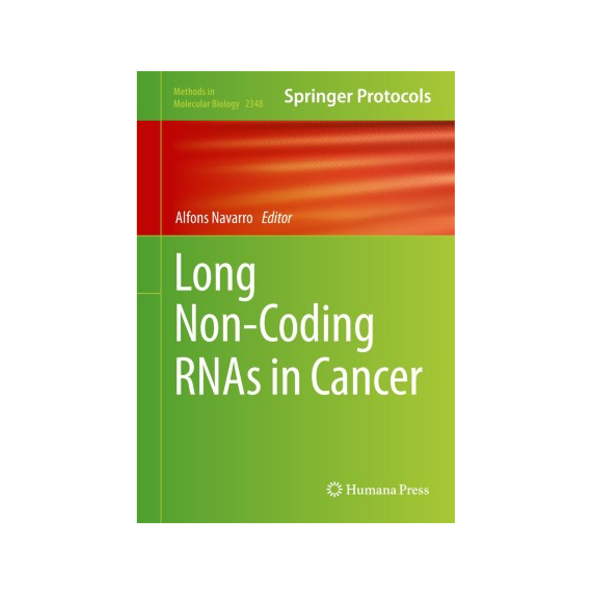 Methods in
Molecular Biology 2348
Springer Protocols
Alfons Navarro Editor
Long
Non-Coding
RNAs in Cancer
Humana Press